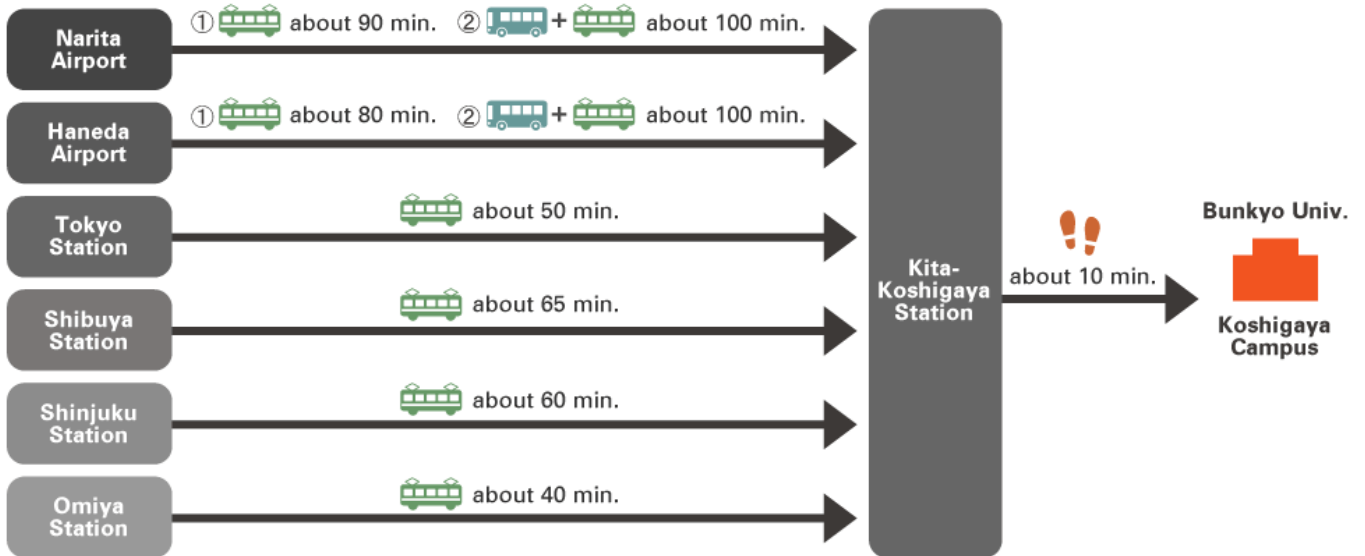 Narita
Airport
① about 90 min. ② + about 100 min.
Haneda
Airport
① about 80 min. ② + about 100 min.
Tokyo
Station
about 50 min.
Shibuya
Station
about 65 min.
Shinjuku
Station
about 60 min.
Omiya
Station
about 40 min.
Kita-
Koshigaya
Station
about 10 min.
Bunkyo Univ.
Koshigaya
Campus